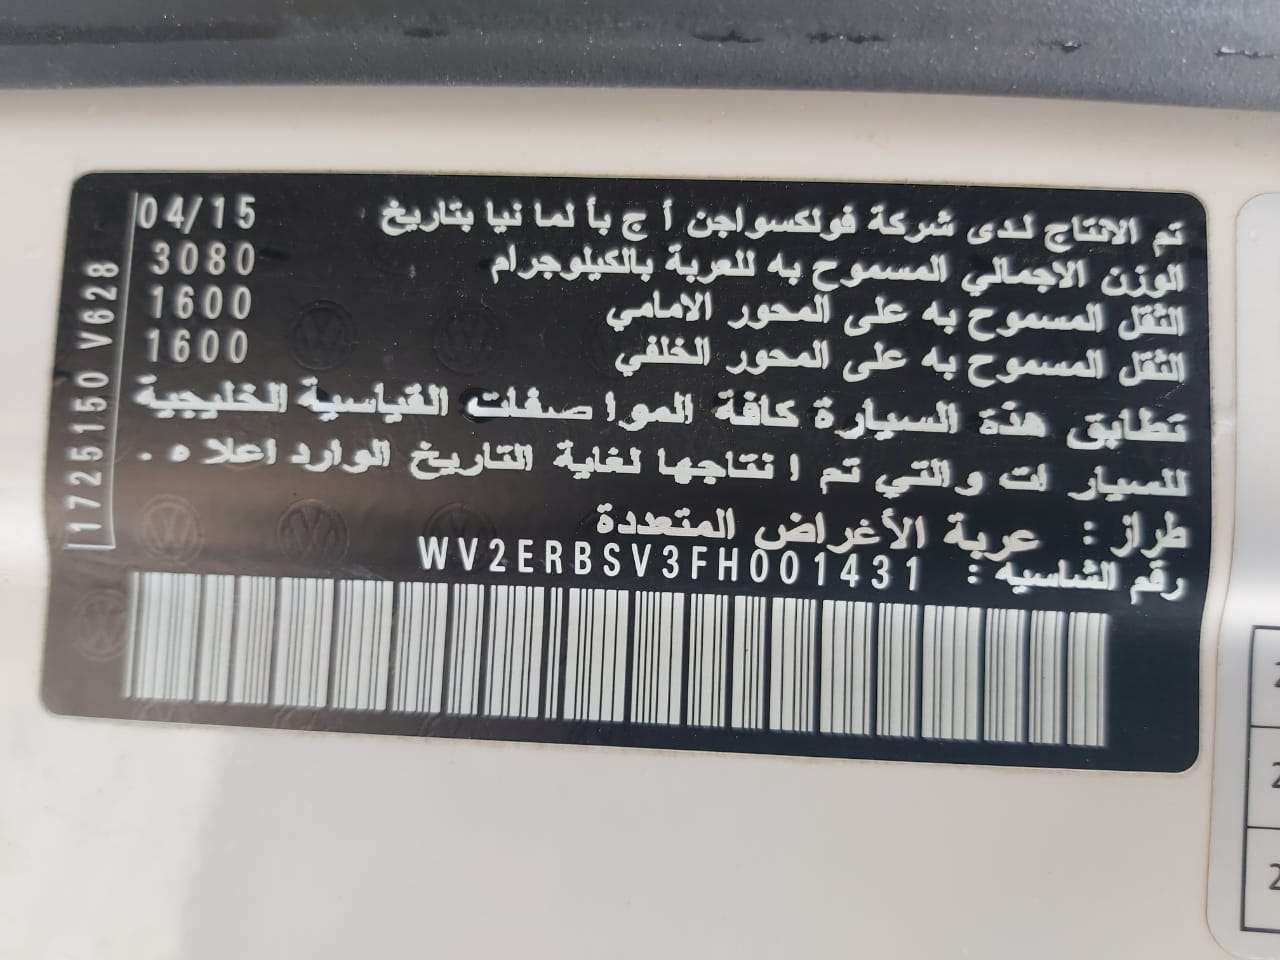 تم الانتاج لدى شركة فولكسواجن أ ج بأ لما نيا بتاريخ 04/15
الوزن الاجمالي المسموح به للعربة بالكيلوجرام 3080
الثقل المسموح به على المحور الامامي 1600
الثقل المسموح به على المحور الخلفي 1600
تطابق هذة السيارة كافة الموا صفات القياسية الخليجية
للسيار ات والتي تم ا نتاجها لغاية التاريخ الوارد اعلا ه .
طراز : عربة الأغراض المتعددة
رقم الشاسيه : WV2ERBSV3FH001431
1725150 V628